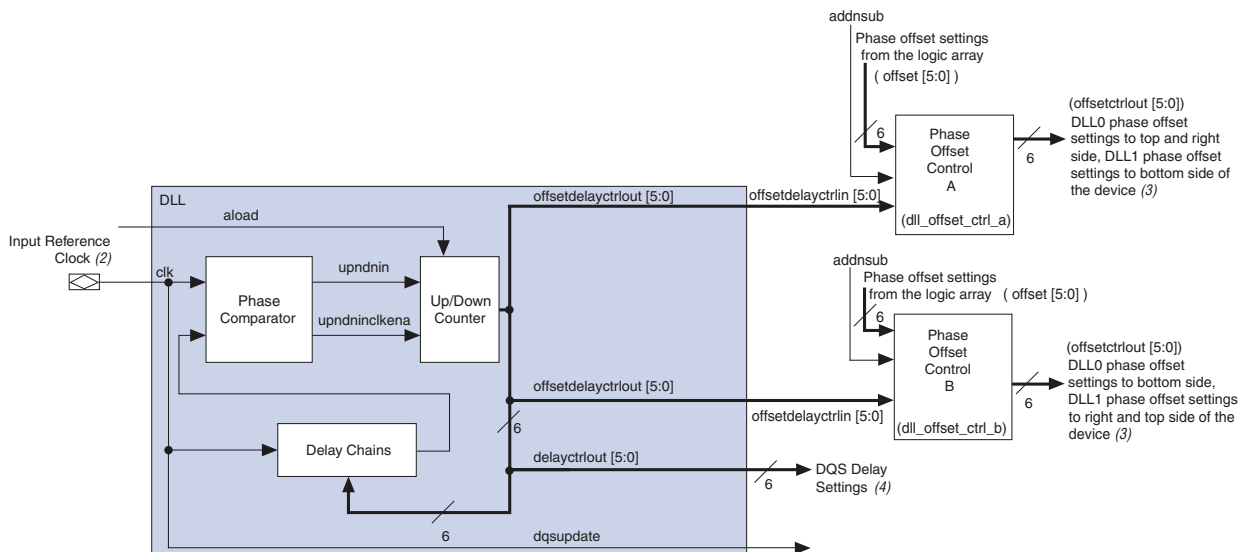 addnsub
Phase offset settings
from the logic array
( offset [5:0] )
6
Phase
Offset
Control
A
(dll_offset_ctrl_a)
6
(offsetctrlout [5:0])
DLL0 phase offset
settings to top and right
side, DLL1 phase offset
settings to bottom side of
the device (3)
DLL
aload
offsetdelayctrlout [5:0]
offsetdelayctrlin [5:0]
Input Reference
Clock (2)
clk
Phase
Comparator
upndnin
upndninclkena
Up/Down
Counter
addnsub
Phase offset settings
from the logic array ( offset [5:0] )
6
Phase
Offset
Control
B
(dll_offset_ctrl_b)
6
(offsetctrlout [5:0])
DLL0 phase offset
settings to bottom side,
DLL1 phase offset settings
to right and top side of the
device (3)
offsetdelayctrlout [5:0]
offsetdelayctrlin [5:0]
6
Delay Chains
delayctrlout [5:0]
6
DQS Delay
Settings (4)
6
dqsupdate